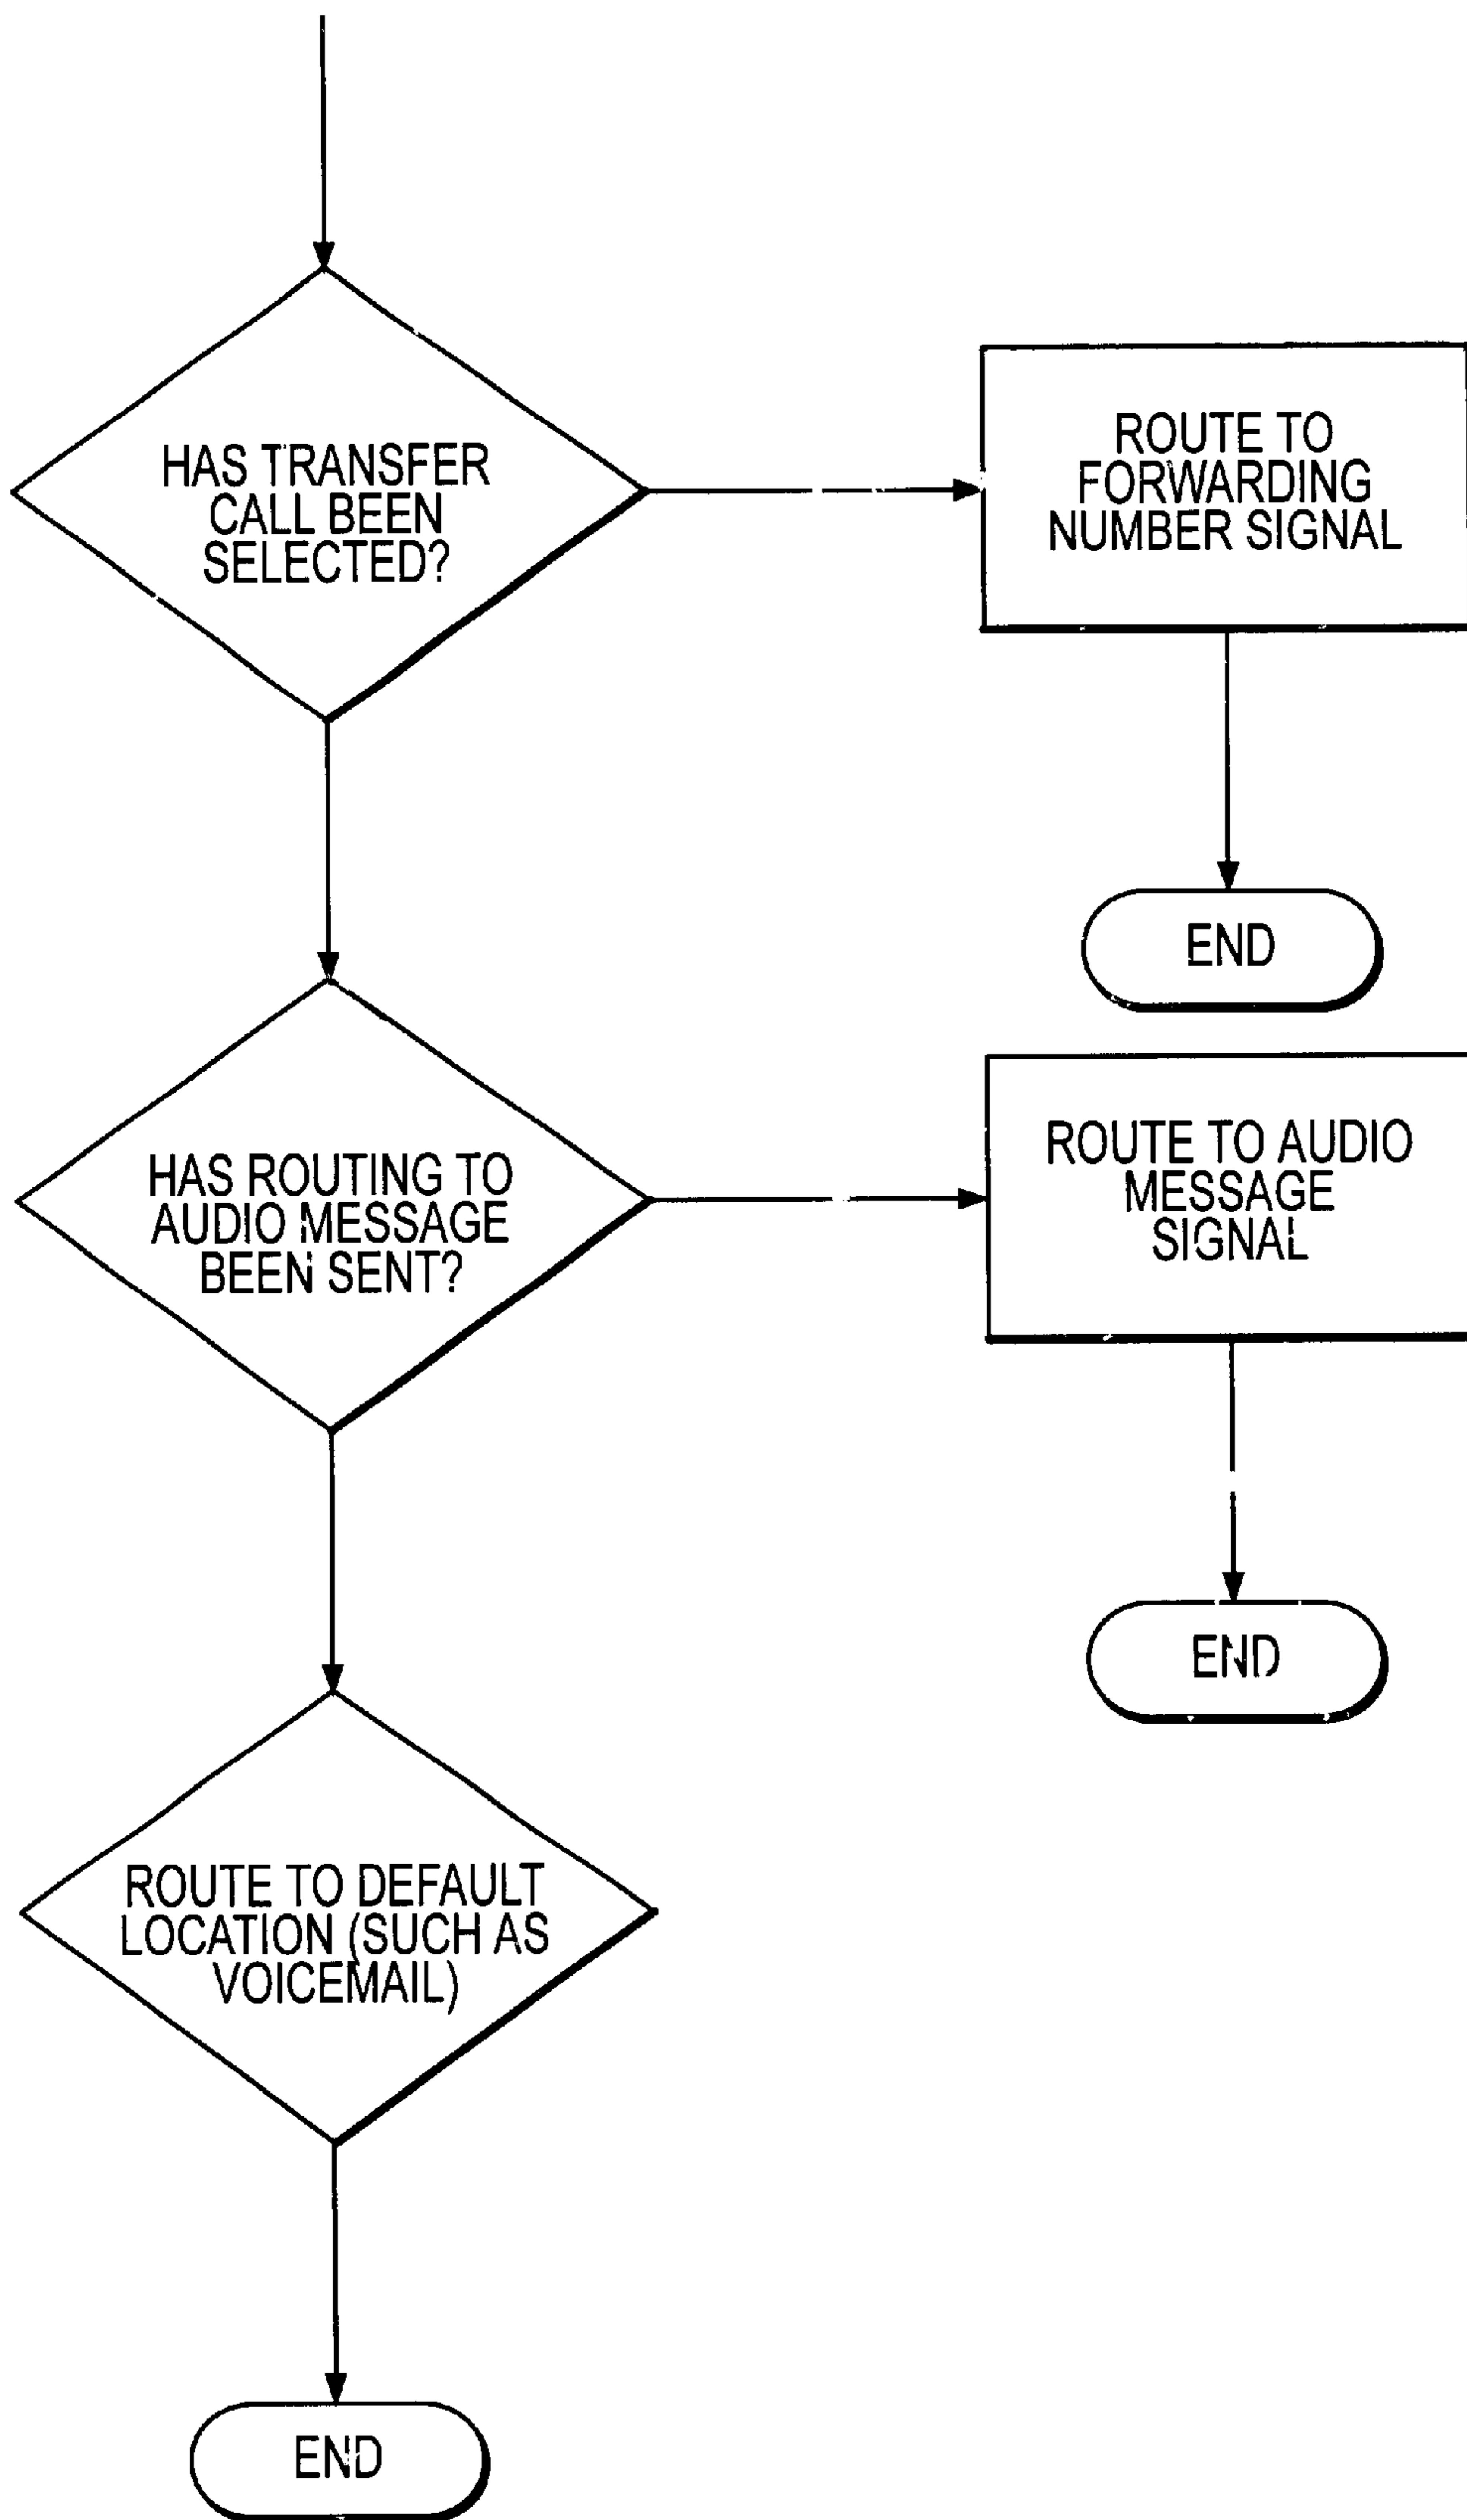 HAS TRANSFER
CALL BEEN
SELECTED?
ROUTE TO
FORWARDING
NUMBER SIGNAL
END
HAS ROUTING TO
AUDIO MESSAGE
BEEN SENT?
ROUTE TO AUDIO
MESSAGE
SIGNAL
END
ROUTE TO DEFAULT
LOCATION (SUCH AS
VOICEMAIL)
END